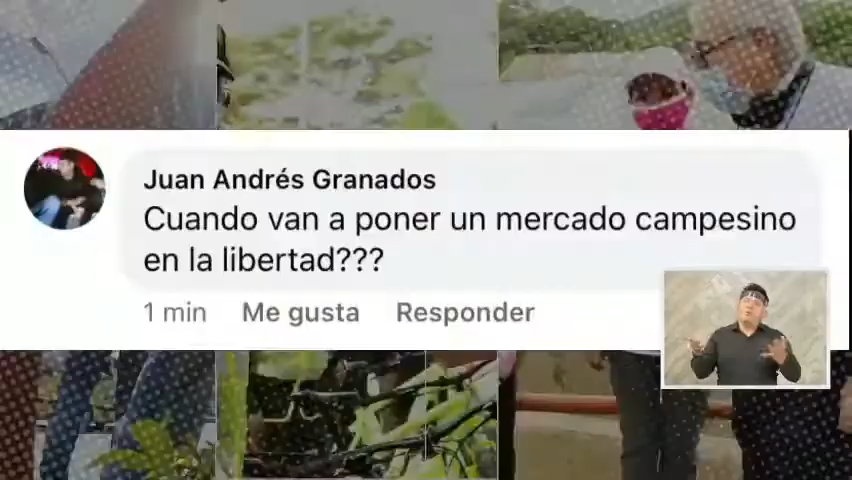 Juan Andrés Granados
Cuando van a poner un mercado campesino
en la libertad???
1 min Me gusta Responder